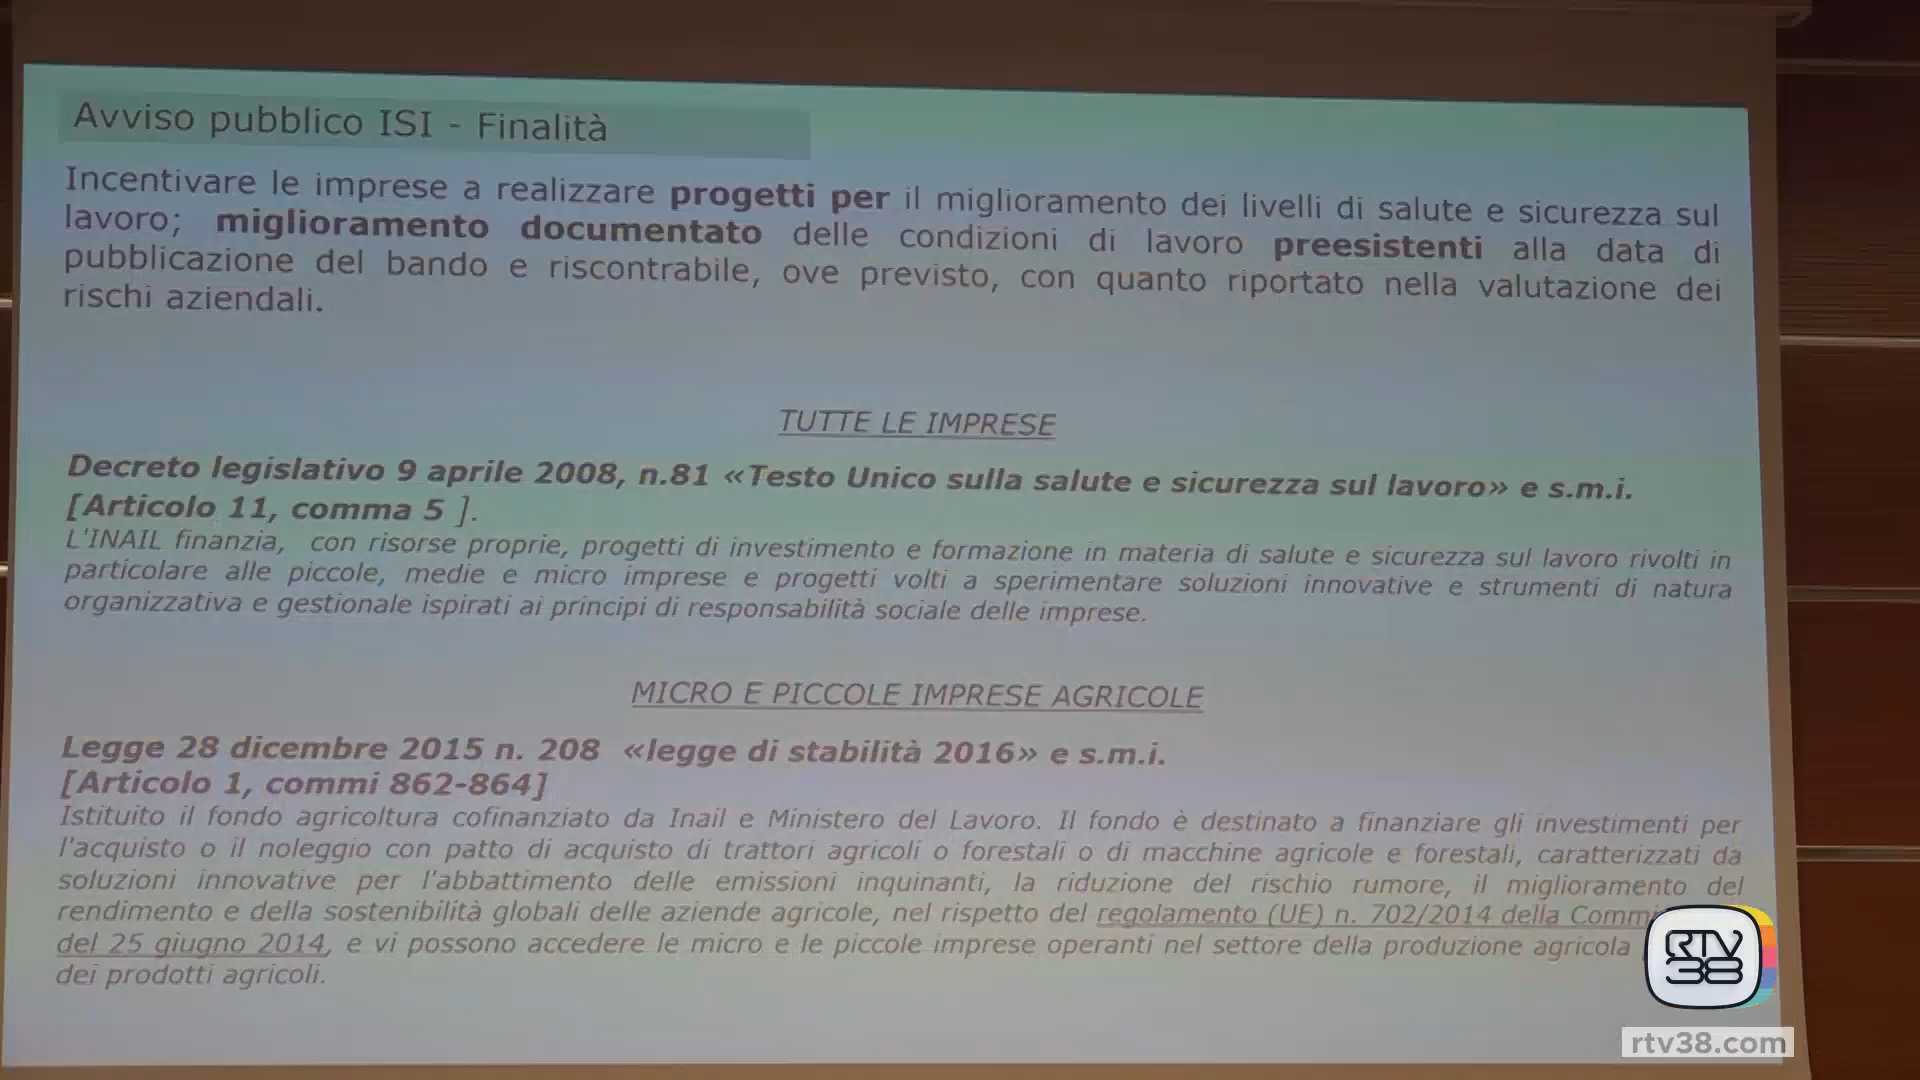 Avviso pubblico ISI - Finalità
Incentivare le imprese a realizzare progetti per il miglioramento dei livelli di salute e sicurezza sul
lavoro; miglioramento documentato delle condizioni di lavoro preesistenti alla data di
pubblicazione del bando e riscontrabile, ove previsto, con quanto riportato nella valutazione dei
rischi aziendali.
TUTTE LE IMPRESE
Decreto legislativo 9 aprile 2008, n.81 «Testo Unico sulla salute e sicurezza sul lavoro» e s.m.i.
[Articolo 11, comma 5 ].
L'INAIL finanzia, con risorse proprie, progetti di investimento e formazione in materia di salute e sicurezza sul lavoro rivolti in
particolare alle piccole, medie e micro imprese e progetti volti a sperimentare soluzioni innovative e strumenti di natura
organizzativa e gestionale ispirati ai principi di responsabilità sociale delle imprese.
MICRO E PICCOLE IMPRESE AGRICOLE
Legge 28 dicembre 2015 n. 208 «legge di stabilità 2016» e s.m.i.
[Articolo 1, commi 862-864]
Istituito il fondo agricoltura cofinanziato da Inail e Ministero del Lavoro. Il fondo è destinato a finanziare gli investimenti per
l'acquisto o il noleggio con patto di acquisto di trattori agricoli o forestali o di macchine agricole e forestali, caratterizzati da
soluzioni innovative per l'abbattimento delle emissioni inquinanti, la riduzione del rischio rumore, il miglioramento del
rendimento e della sostenibilità globali delle aziende agricole, nel rispetto del regolamento (UE) n. 702/2014 della
del 25 giugno 2014, e vi possono accedere le micro e le piccole imprese operanti nel settore della produzione agricola
dei prodotti agricoli.
RTV
38
rtv38.com